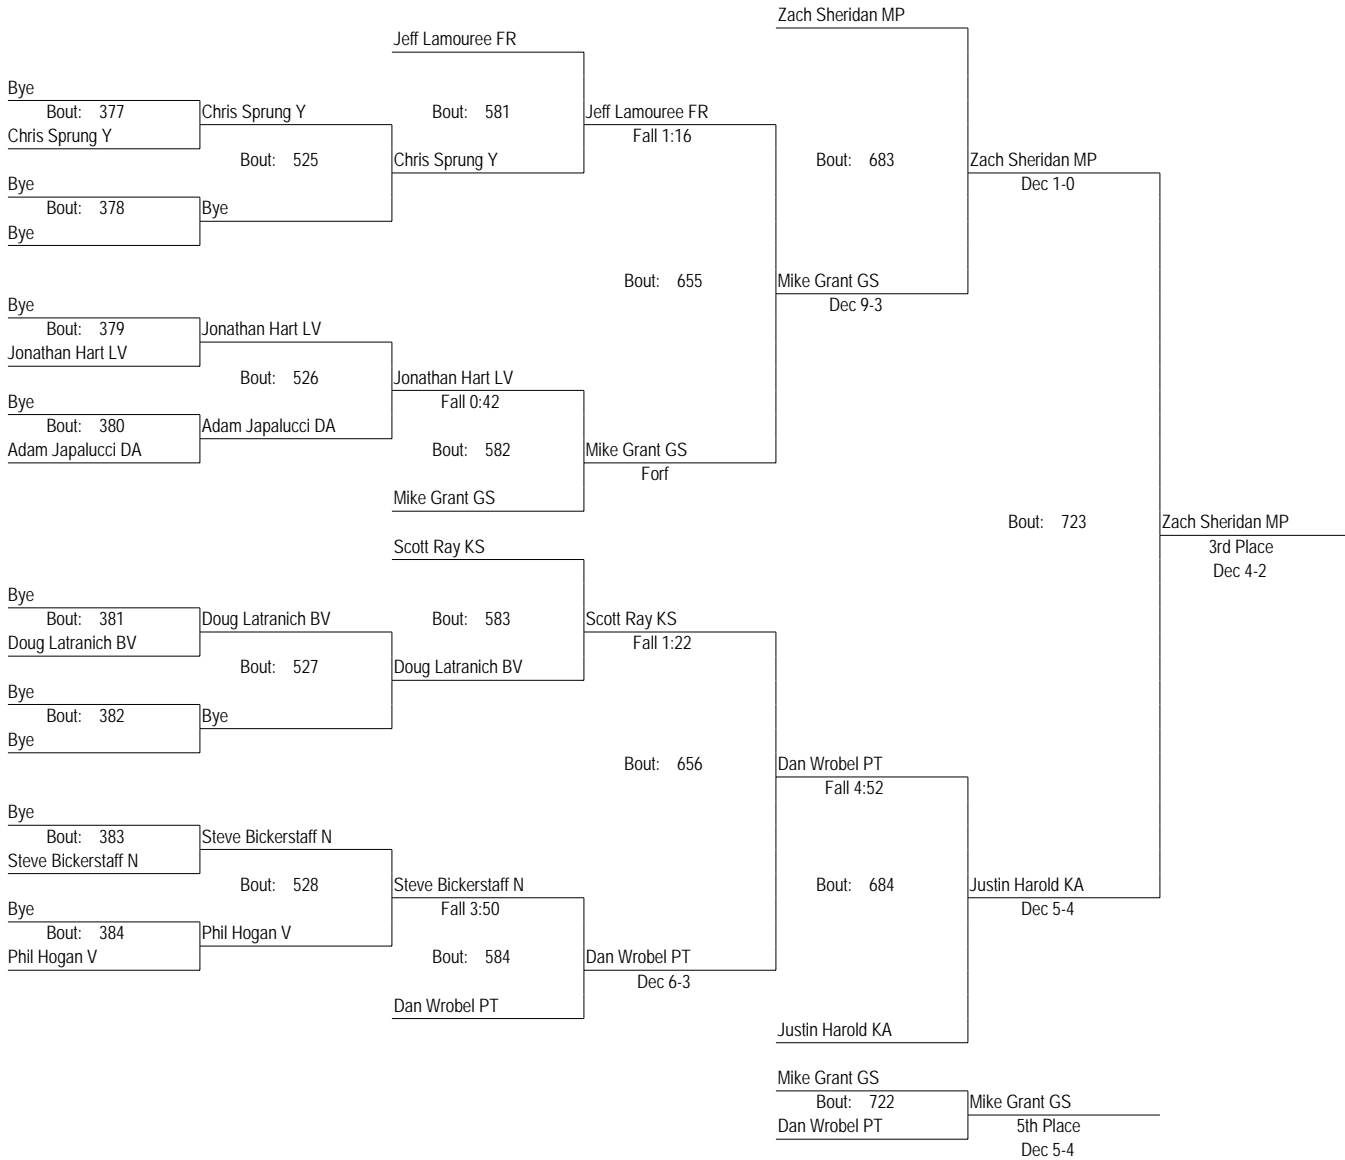 Zach Sheridan MP
Jeff Lamouree FR
Bye
Bout: 377
Chris Sprung Y
Bout: 581
Jeff Lamouree FR
Chris Sprung Y
Fall 1:16
Bout: 525
Chris Sprung Y
Bout: 683
Zach Sheridan MP
Bye
Dec 1-0
Bout: 378
Bye
Bye
Bout: 655
Mike Grant GS
Bye
Dec 9-3
Bout: 379
Jonathan Hart LV
Jonathan Hart LV
Bout: 526
Jonathan Hart LV
Bye
Fall 0:42
Bout: 380
Adam Japalucci DA
Adam Japalucci DA
Bout: 582
Mike Grant GS
Forf
Mike Grant GS
Bout: 723
Zach Sheridan MP
Scott Ray KS
3rd Place
Dec 4-2
Bye
Bout: 381
Doug Latranich BV
Bout: 583
Scott Ray KS
Doug Latranich BV
Fall 1:22
Bout: 527
Doug Latranich BV
Bye
Bout: 382
Bye
Bye
Bout: 656
Dan Wrobel PT
Fall 4:52
Bye
Bout: 383
Steve Bickerstaff N
Steve Bickerstaff N
Bout: 528
Steve Bickerstaff N
Bout: 684
Justin Harold KA
Bye
Fall 3:50
Dec 5-4
Bout: 384
Phil Hogan V
Phil Hogan V
Bout: 584
Dan Wrobel PT
Dec 6-3
Dan Wrobel PT
Justin Harold KA
Mike Grant GS
Bout: 722
Mike Grant GS
Dan Wrobel PT
5th Place
Dec 5-4